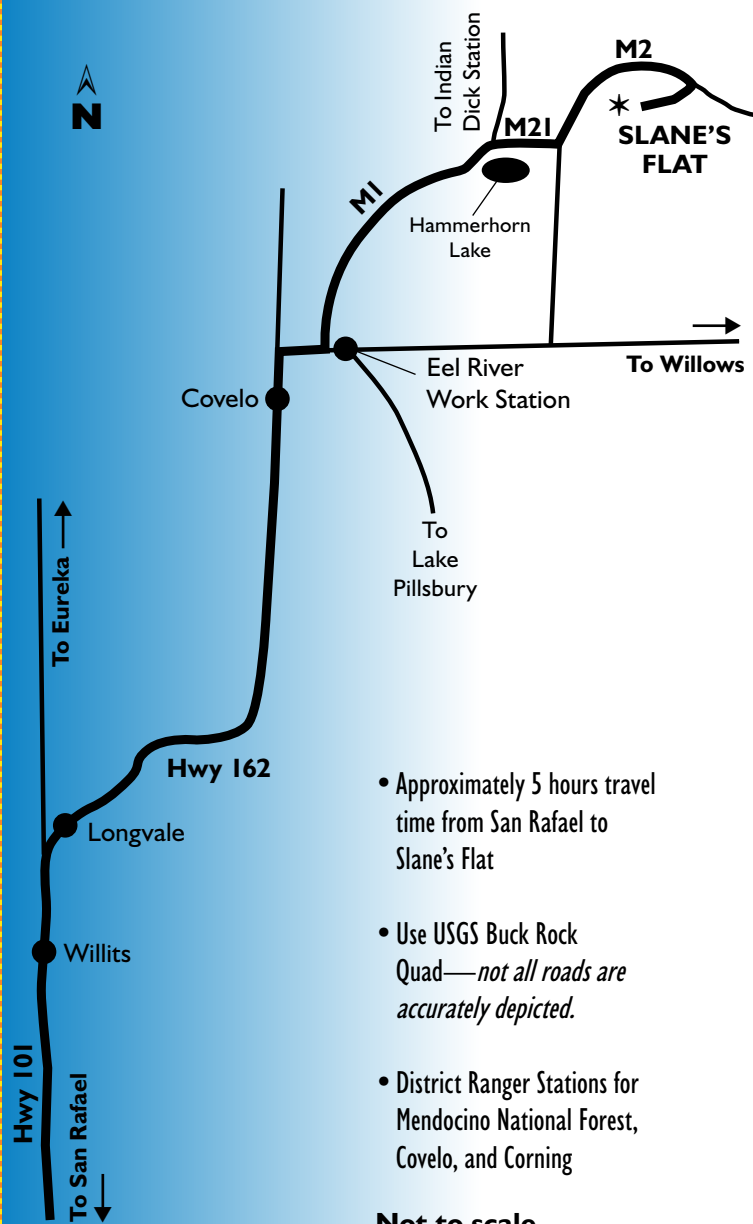 N
To Indian
Dick Station
M2
M21
SLANE'S
FLAT
M1
Hammerhorn
Lake
To Willows
Eel River
Work Station
Covelo
To
Lake
Pillsbury
To Eureka
Hwy 162
Longvale
Willits
Hwy 101
To San Rafael
• Approximately 5 hours travel
time from San Rafael to
Slane's Flat
• Use USGS Buck Rock
Quad—not all roads are
accurately depicted.
• District Ranger Stations for
Mendocino National Forest,
Covelo, and Corning
Not to scale